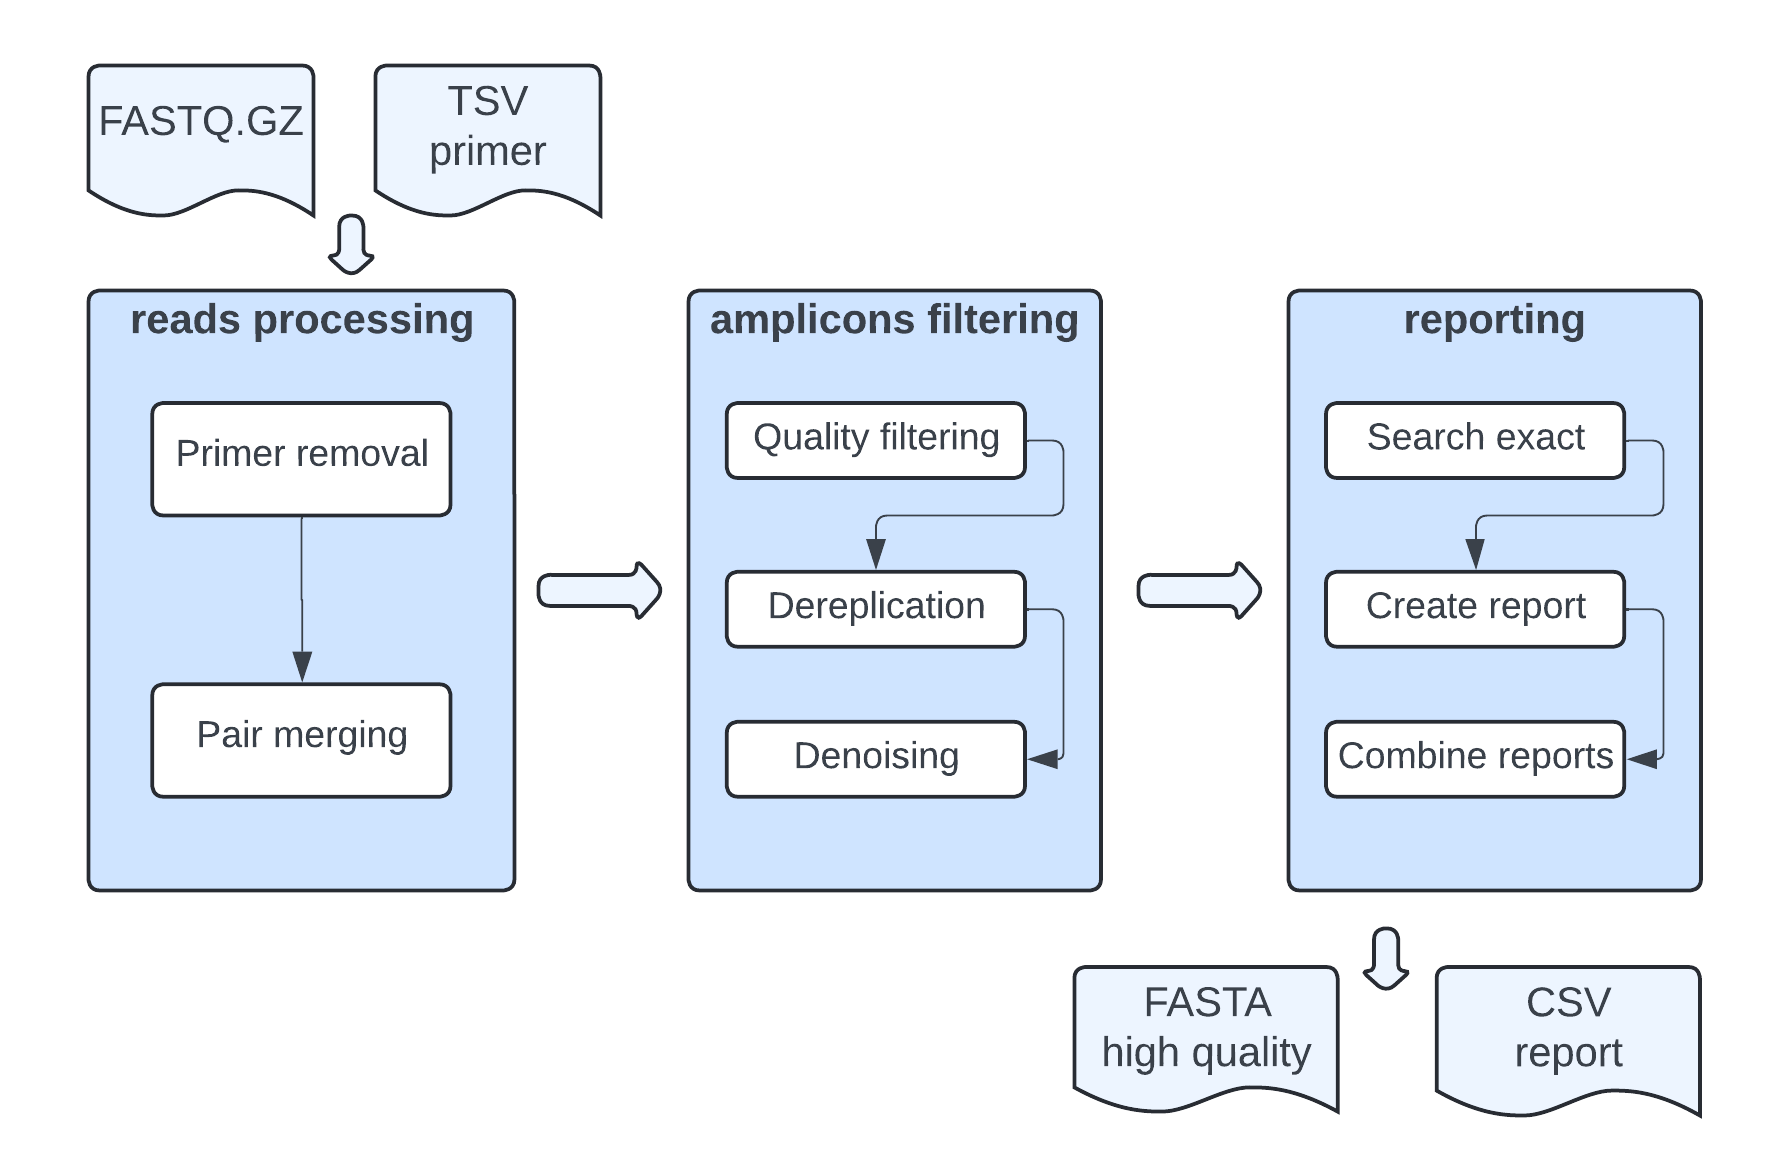 FASTQ.GZ
TSV
primer
reads processing
Primer removal
Pair merging
amplicons filtering
Quality filtering
Dereplication
Denoising
reporting
Search exact
Create report
Combine reports
FASTA
high quality
CSV
report